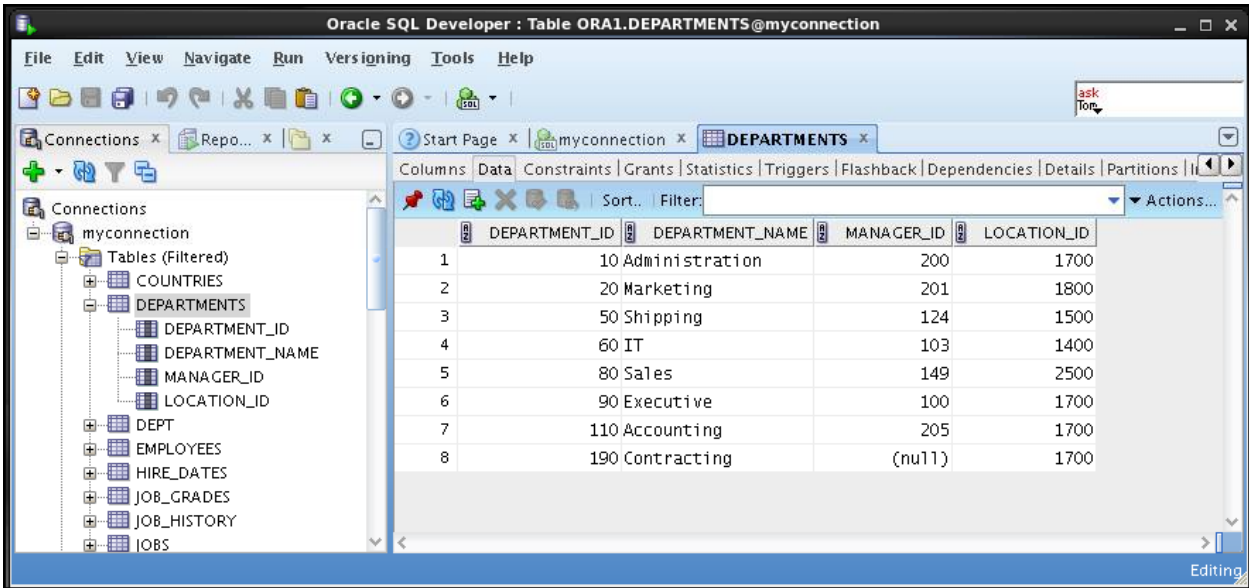 Oracle SQL Developer : Table ORA1.DEPARTMENTS@myconnection
File Edit View Navigate Run Versioning Tools Help
SQL
ask
Tom
Connections
Repo...
Start Page
myconnection
DEPARTMENTS
Columns Data Constraints Grants Statistics Triggers Flashback Dependencies Details Partitions
Sort.. Filter: Actions...
Connections
myconnection
Tables (Filtered)
COUNTRIES
DEPARTMENTS
DEPARTMENT_ID
DEPARTMENT_NAME
MANAGER_ID
LOCATION_ID
DEPT
EMPLOYEES
HIRE_DATES
JOB_GRADES
JOB_HISTORY
JOBS
DEPARTMENT_ID DEPARTMENT_NAME MANAGER_ID LOCATION_ID
1 10 Administration 200 1700
2 20 Marketing 201 1800
3 50 Shipping 124 1500
4 60 IT 103 1400
5 80 Sales 149 2500
6 90 Executive 100 1700
7 110 Accounting 205 1700
8 190 Contracting (null) 1700
Editing